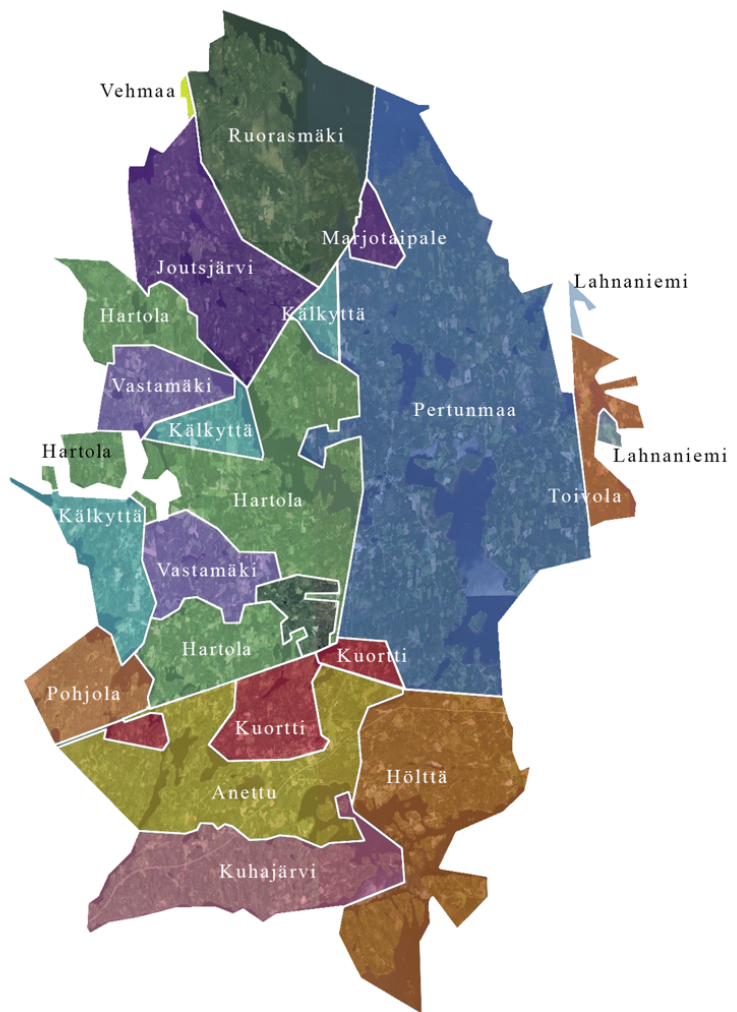 Vehmaa
Ruorasmäki
Marjotaipale
Joutsjärvi
Lahnaniemi
Hartola
Kälkyttä
Vastamäki
Pertunmaa
Kälkyttä
Hartola
Lahnaniemi
Hartola
Toivola
Kälkyttä
Vastamäki
Hartola
Kuortti
Pohjola
Kuortti
Hölttä
Anettu
Kuhajärvi